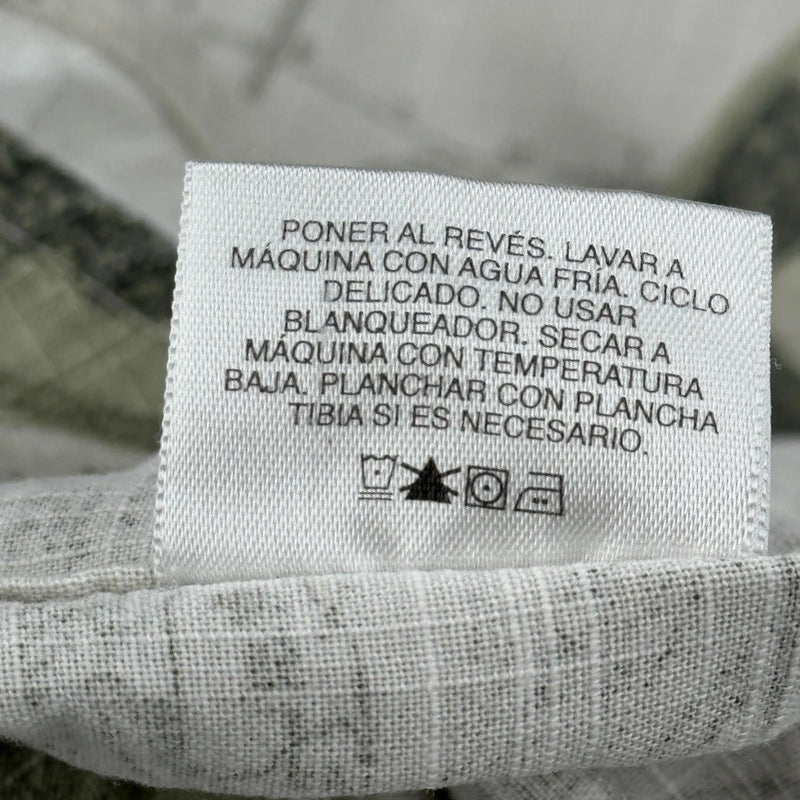 PONER AL REVÉS. LAVAR A
MÁQUINA CON AGUA FRÍA. CICLO
DELICADO. NO USAR
BLANQUEADOR. SECAR A
MÁQUINA CON TEMPERATURA
BAJA. PLANCHAR CON PLANCHA
TIBIA SI ES NECESARIO.